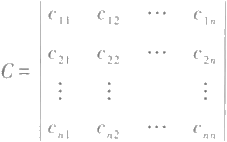 C = | c₁₁ c₁₂ ⋯ c₁ₙ |
| c₂₁ c₂₂ ⋯ c₂ₙ |
| ⋮ ⋮ ⋮ |
| cₙ₁ cₙ₂ ⋯ cₙₙ |